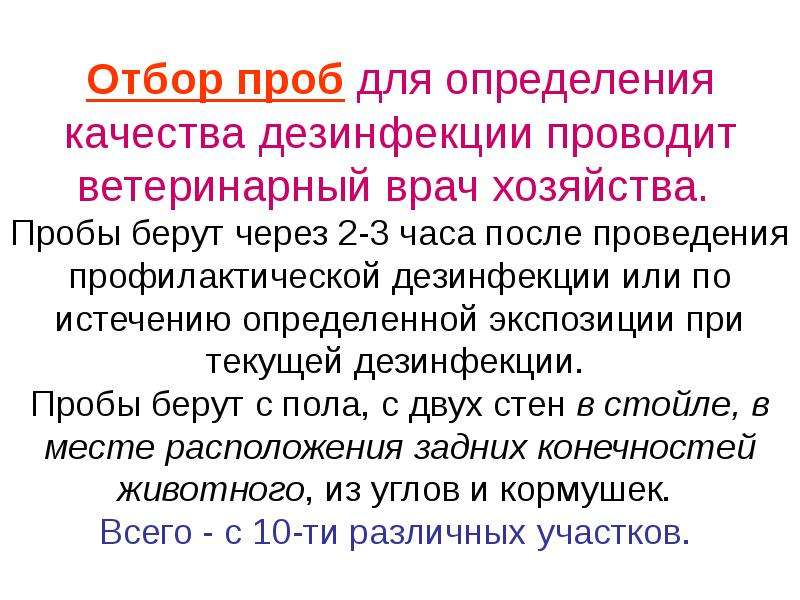 Отбор проб для определения
качества дезинфекции проводит
ветеринарный врач хозяйства.
Пробы берут через 2-3 часа после проведения
профилактической дезинфекции или по
истечению определенной экспозиции при
текущей дезинфекции.
Пробы берут с пола, с двух стен в стойле, в
месте расположения задних конечностей
животного, из углов и кормушек.
Всего - с 10-ти различных участков.